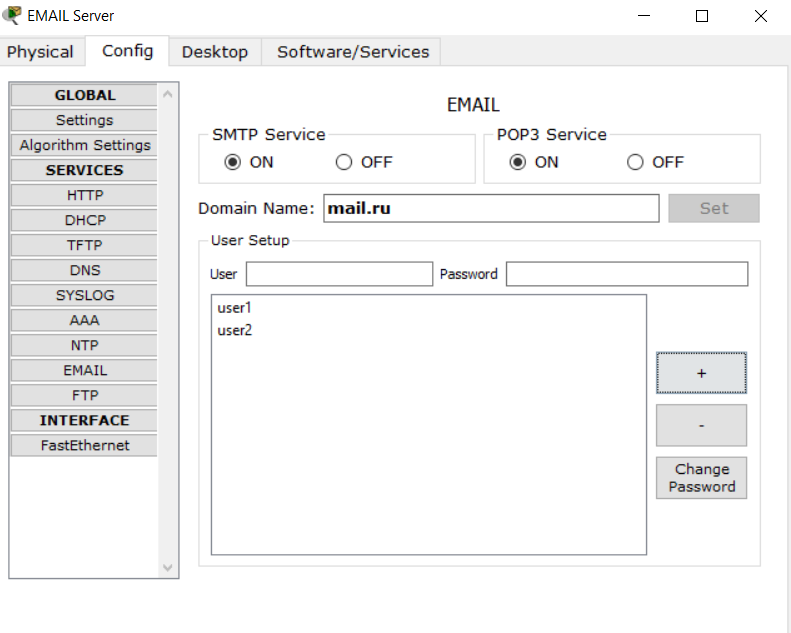 EMAIL Server
Physical Config Desktop Software/Services
GLOBAL
Settings
Algorithm Settings
SERVICES
HTTP
DHCP
TFTP
DNS
SYSLOG
AAA
NTP
EMAIL
FTP
INTERFACE
FastEthernet
EMAIL
SMTP Service
ON OFF
POP3 Service
ON OFF
Domain Name: mail.ru Set
User Setup
User Password
user1
user2
+
-
Change
Password